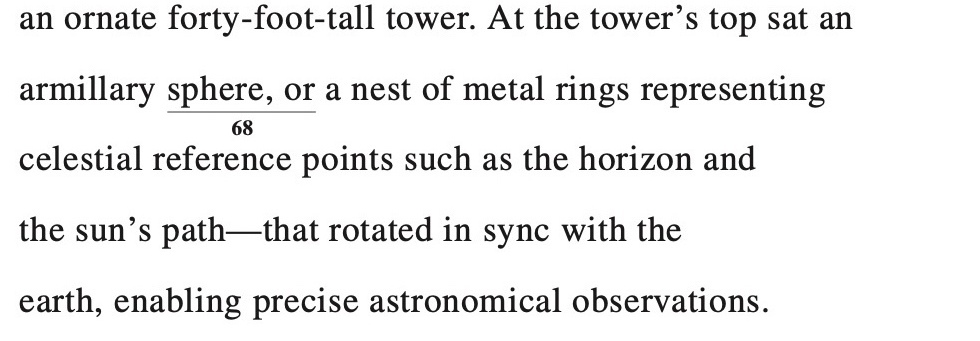 an ornate forty-foot-tall tower. At the tower’s top sat an
armillary sphere, or a nest of metal rings representing
68
celestial reference points such as the horizon and
the sun’s path—that rotated in sync with the
earth, enabling precise astronomical observations.